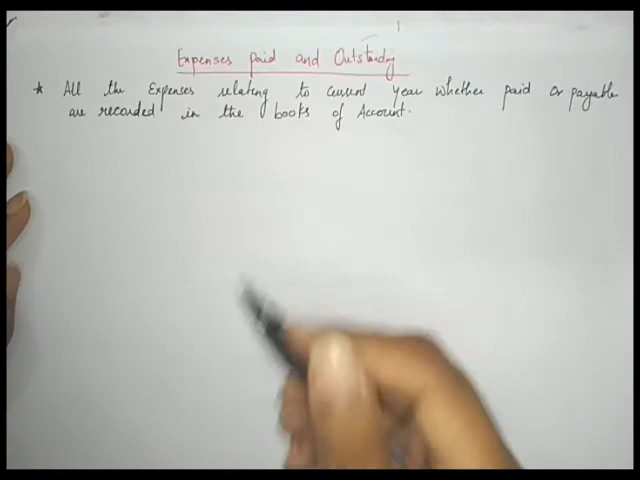 Expenses paid and Outstanding
* All the Expenses relating to current year whether paid or payable
are recorded in the books of Account.